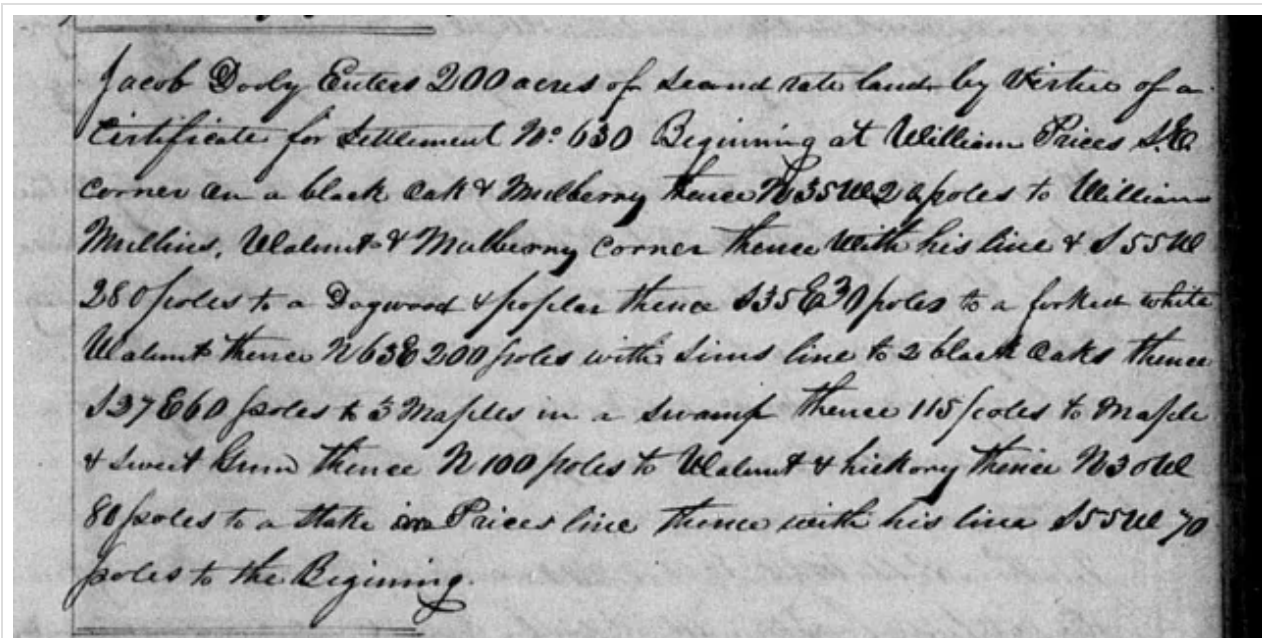 Jacob Dooly Enters 200 acres of second rate land by Virtue of a
Certificate for Settlement No. 630 Beginning at William Prices S.E.
corner on a black Oak & Mulberry thence N35W 2 poles to William
Mullins, Walnut & Mulberry corner thence With his line & S55W
280 poles to a Dogwood & poplar thence S35E 30 poles to a forked white
Walnut thence N63E 200 poles with Sims line to 2 black Oaks thence
S27E 60 poles to 3 Maples in a swamp thence 115 poles to Maple
& Sweet Gum thence N 100 poles to Walnut & hickory thence N30W
80 poles to a Stake in Prices line thence with his line S55W 70
poles to the Begining.